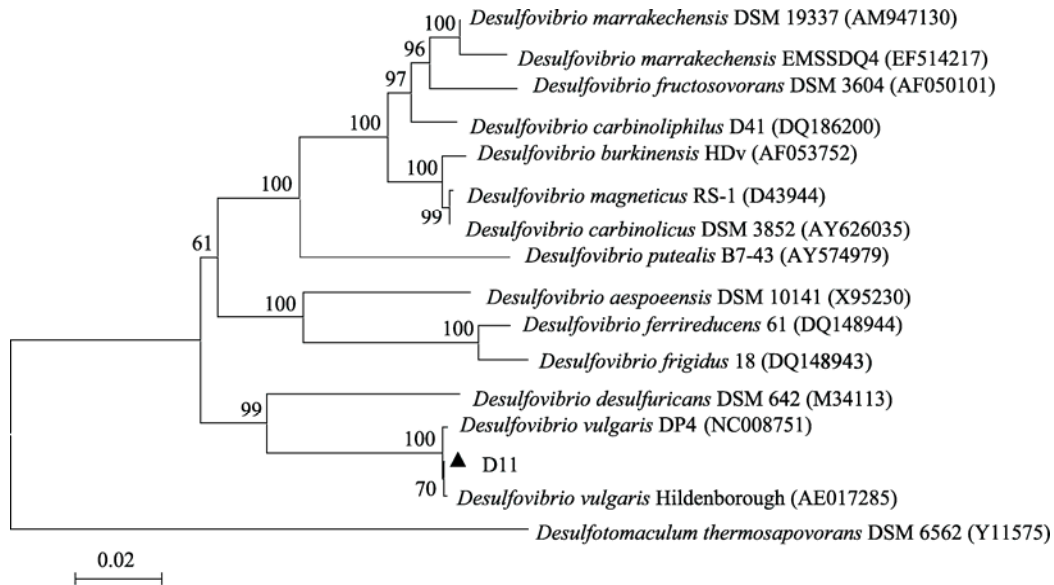 100 Desulfovibrio marrakechensis DSM 19337 (AM947130)
96 Desulfovibrio marrakechensis EMSSDQ4 (EF514217)
97 Desulfovibrio fructosovorans DSM 3604 (AF050101)
100 Desulfovibrio carbinoliphilus D41 (DQ186200)
100 Desulfovibrio burkinensis HDv (AF053752)
100 Desulfovibrio magneticus RS-1 (D43944)
99 Desulfovibrio carbinolicus DSM 3852 (AY626035)
61 Desulfovibrio putealis B7-43 (AY574979)
100 Desulfovibrio aespoeensis DSM 10141 (X95230)
100 Desulfovibrio ferrireducens 61 (DQ148944)
Desulfovibrio frigidus 18 (DQ148943)
99 Desulfovibrio desulfuricans DSM 642 (M34113)
Desulfovibrio vulgaris DP4 (NC008751)
100 D11
70 Desulfovibrio vulgaris Hildenborough (AE017285)
Desulfotomaculum thermosapovorans DSM 6562 (Y11575)
0.02